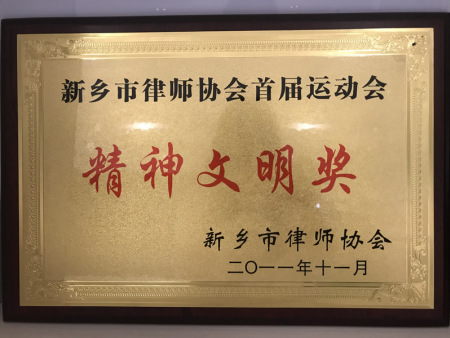 新乡市律师协会首届运动会
精神文明奖
新乡市律师协会
二〇一一年十一月